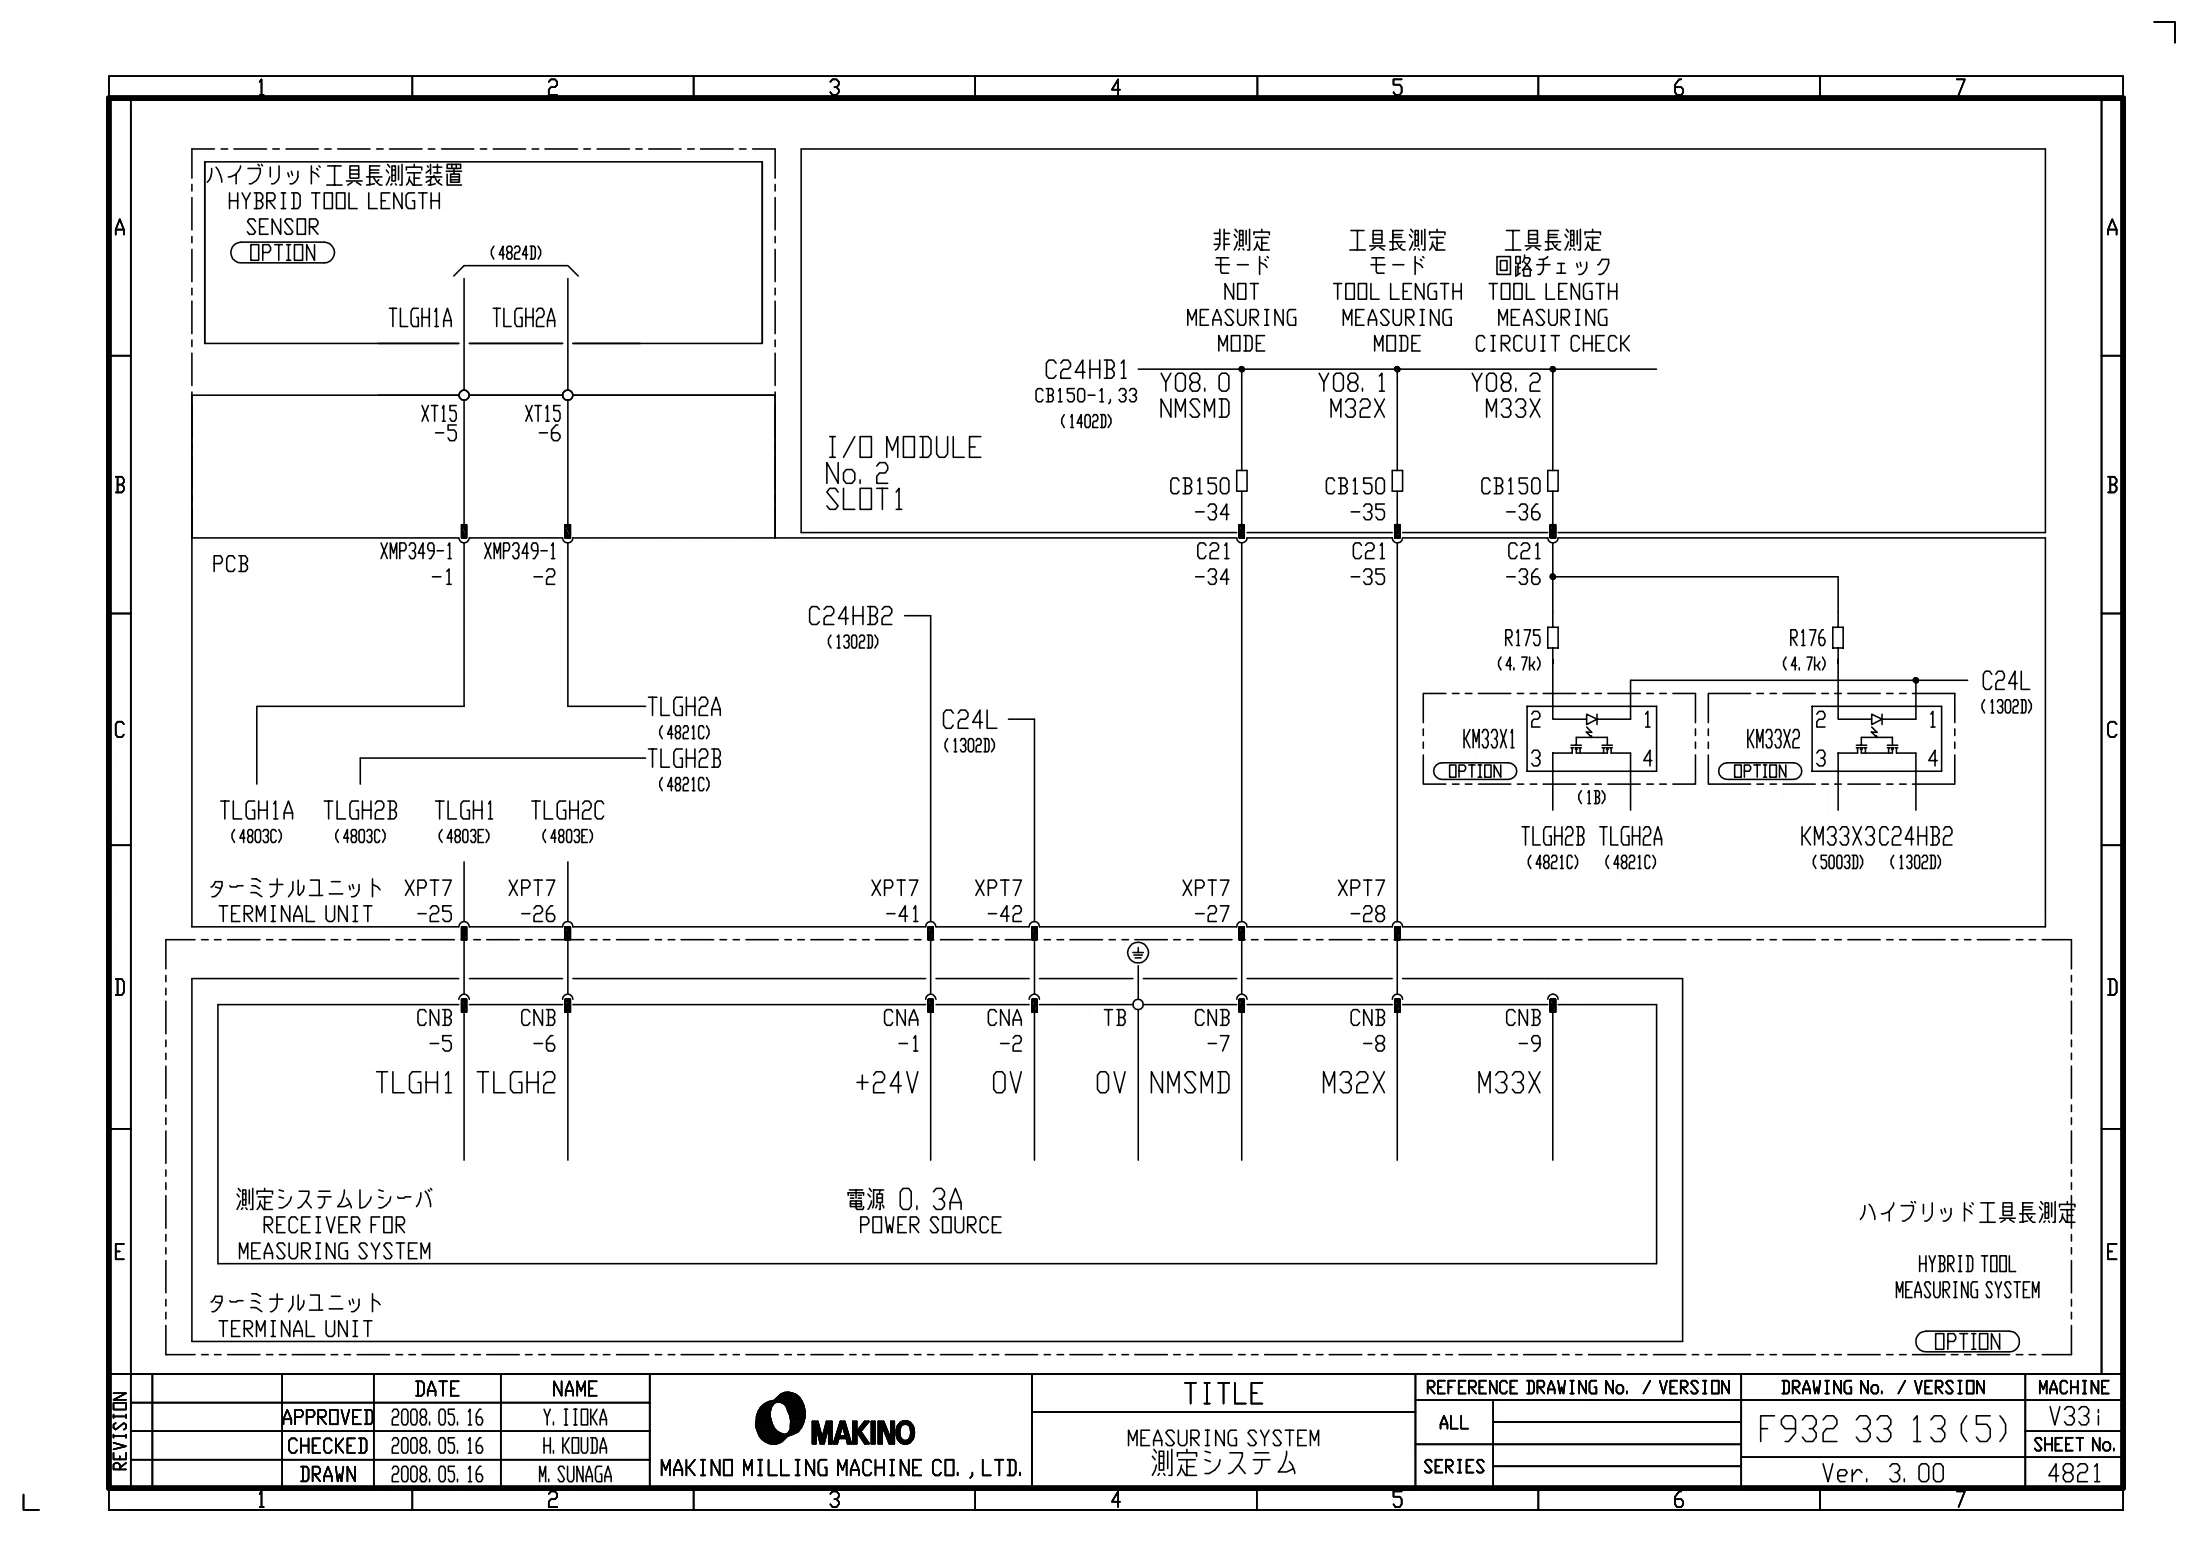 1 2 3 4 5 6 7
A
B
C
D
E
A
B
C
D
E
ハイブリッド工具長測定装置
HYBRID TOOL LENGTH
SENSOR
OPTION
(4824D)
TLGH1A TLGH2A
XT15 XT15
-5 -6
XMP349-1 XMP349-1
-1 -2
非測定
モード
NOT
MEASURING
MODE
工具長測定
モード
TOOL LENGTH
MEASURING
MODE
工具長測定
回路チェック
TOOL LENGTH
MEASURING
CIRCUIT CHECK
C24HB1
CB150-1,33
(1402D)
Y08.0 Y08.1 Y08.2
NMSMD M32X M33X
I/O MODULE
No.2
SLOT1
CB150 CB150 CB150
-34 -35 -36
C21 C21 C21
-34 -35 -36
PCB
C24HB2
(1302D)
C24L
(1302D)
TLGH2A
(4821C)
TLGH2B
(4821C)
TLGH1A TLGH2B TLGH1 TLGH2C
(4803C) (4803C) (4803E) (4803E)
R175
(4.7k)
R176
(4.7k)
C24L
(1302D)
KM33X1
OPTION
2 1
3 4
(1B)
KM33X2
OPTION
2 1
3 4
TLGH2B TLGH2A
(4821C) (4821C)
KM33X3 C24HB2
(5003D) (1302D)
ターミナルユニット
TERMINAL UNIT
XPT7 XPT7 XPT7 XPT7 XPT7 XPT7
-25 -26 -41 -42 -27 -28
CNB CNB CNA CNA TB CNB CNB CNB
-5 -6 -1 -2 -7 -8 -9
TLGH1 TLGH2 +24V 0V 0V NMSMD M32X M33X
測定システムレシーバ
RECEIVER FOR
MEASURING SYSTEM
電源 0.3A
POWER SOURCE
ターミナルユニット
TERMINAL UNIT
ハイブリッド工具長測定
HYBRID TOOL
MEASURING SYSTEM
OPTION
REVISION
DATE NAME
APPROVED 2008.05.16 Y.IIOKA
CHECKED 2008.05.16 H.KOUDA
DRAWN 2008.05.16 M.SUNAGA
MAKINO
MAKINO MILLING MACHINE CO.,LTD.
TITLE
MEASURING SYSTEM
測定システム
REFERENCE DRAWING No. / VERSION
ALL
SERIES
DRAWING No. / VERSION
F932 33 13(5)
Ver. 3.00
MACHINE
V33i
SHEET No.
4821
1 2 3 4 5 6 7